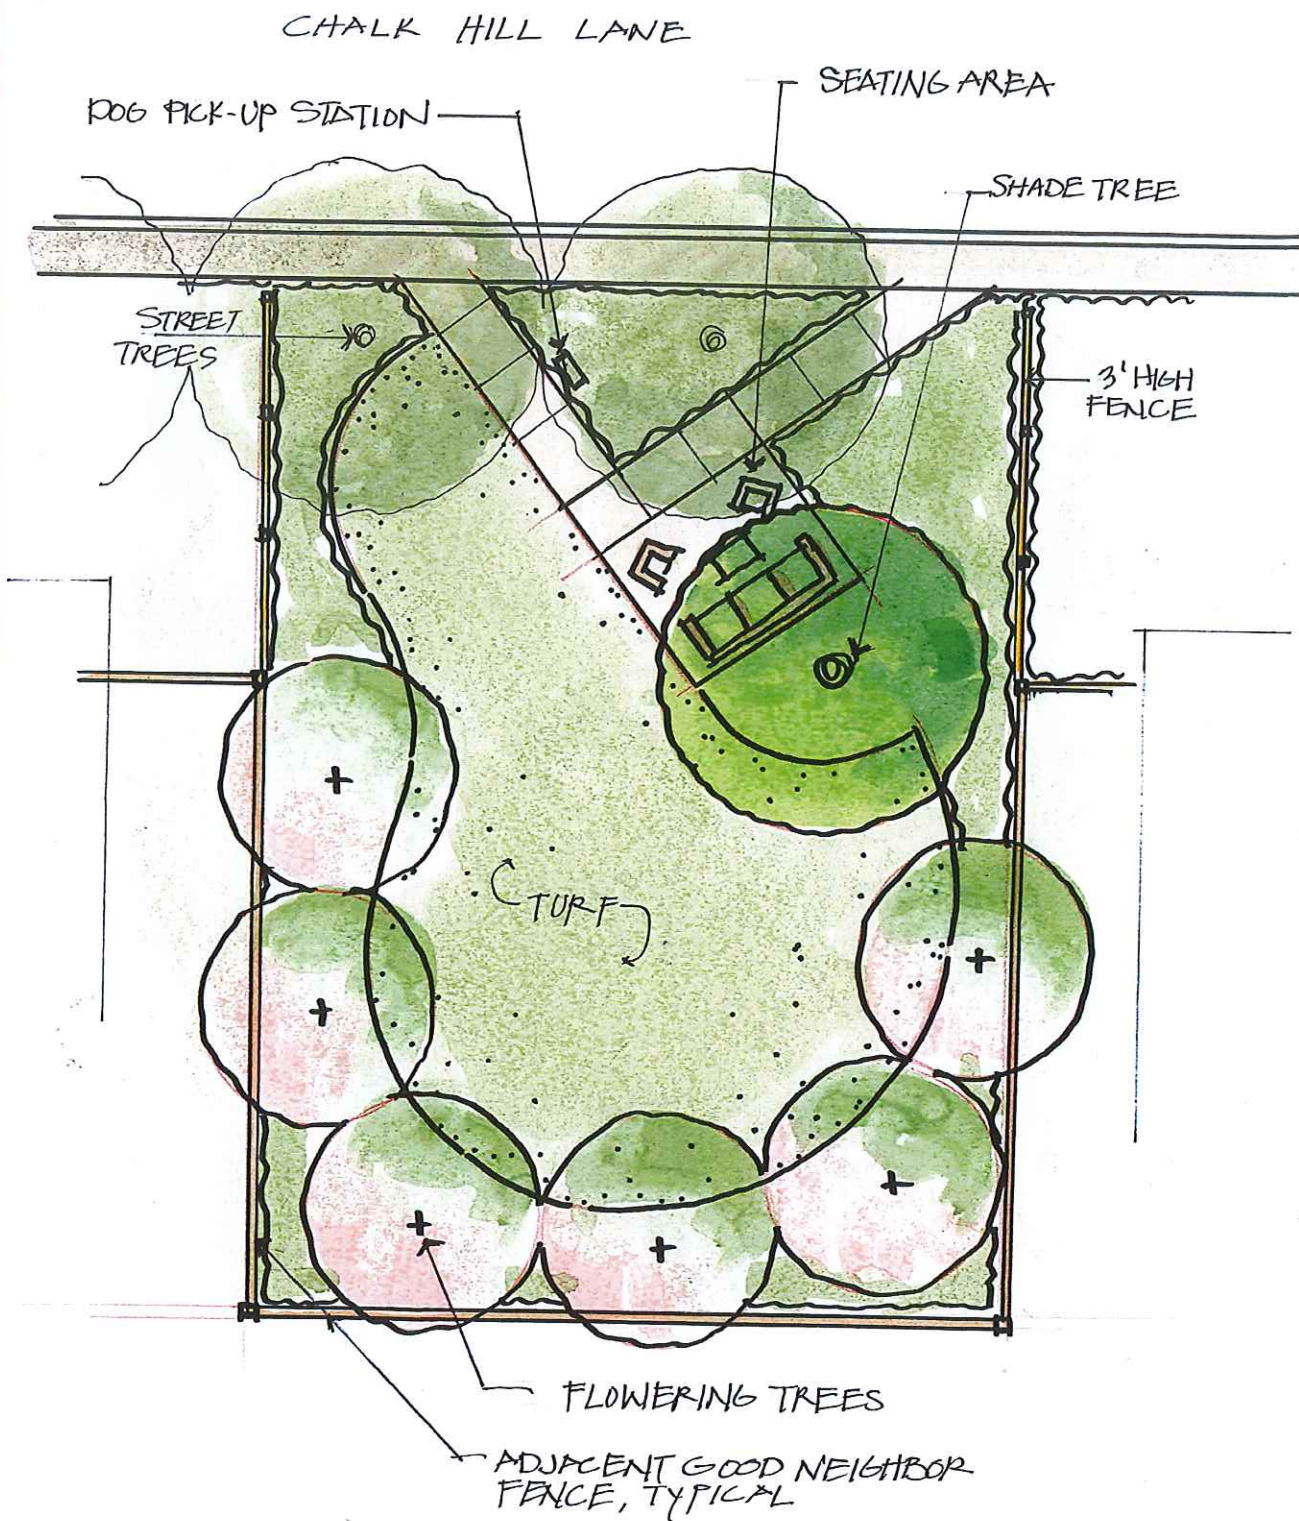 CHALK HILL LANE
SEATING AREA
DOG PICK-UP STATION
SHADE TREE
STREET
TREES
3' HIGH
FENCE
TURF
FLOWERING TREES
ADJACENT GOOD NEIGHBOR
FENCE, TYPICAL